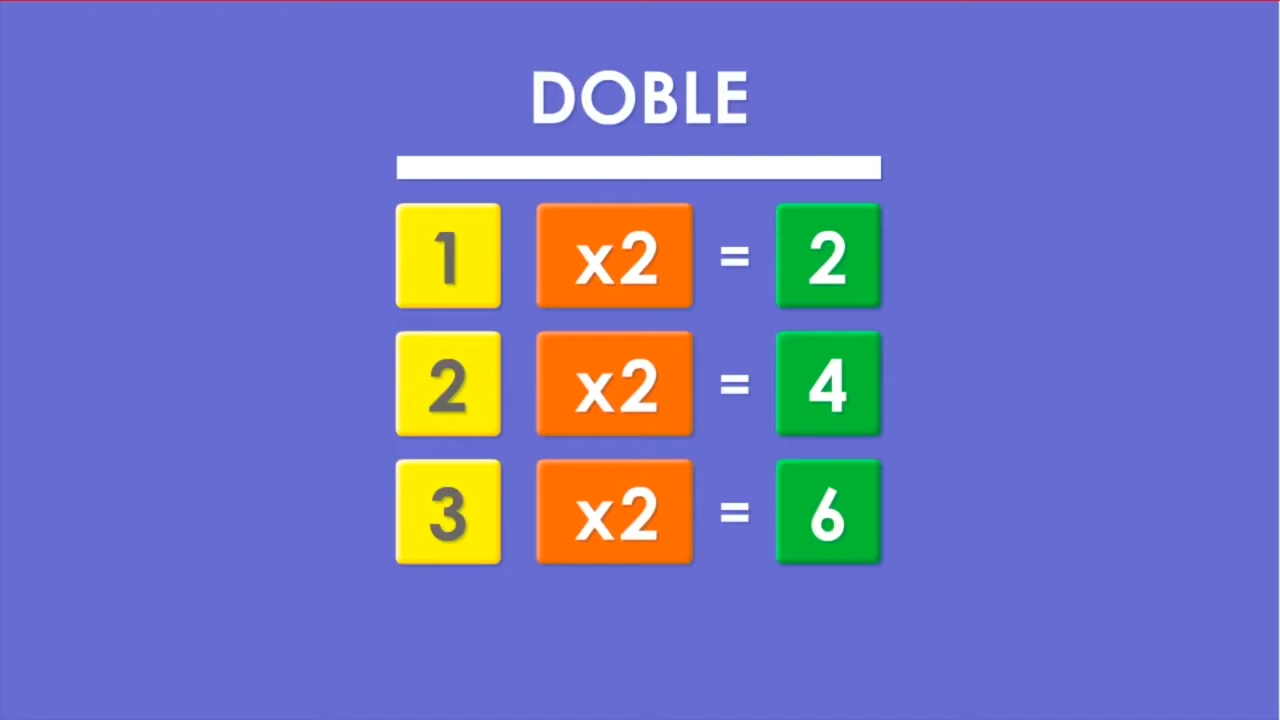 DOBLE
1 x2 = 2
2 x2 = 4
3 x2 = 6